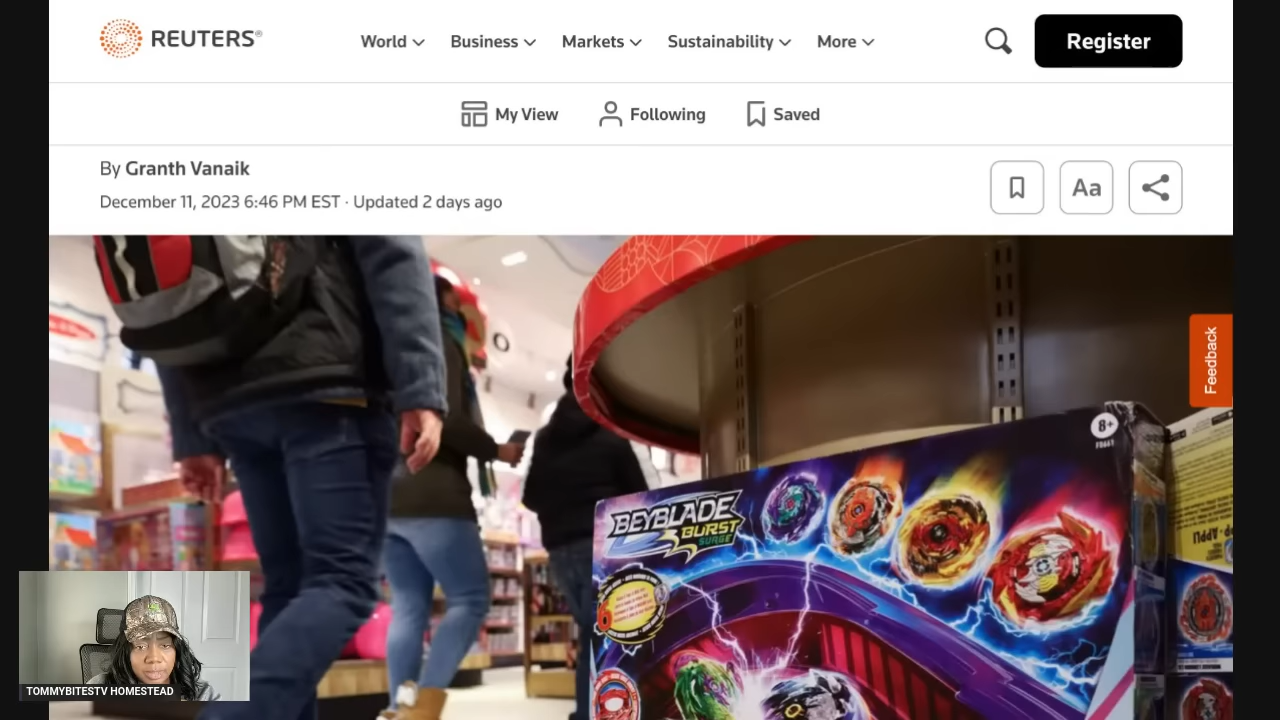 REUTERS®
World
Business
Markets
Sustainability
More
Register
My View
Following
Saved
By Granth Vanaik
December 11, 2023 6:46 PM EST · Updated 2 days ago
Aa
Feedback
8+
BEYBLADE
BURST
SURGE
TOMMYBITESTV HOMESTEAD